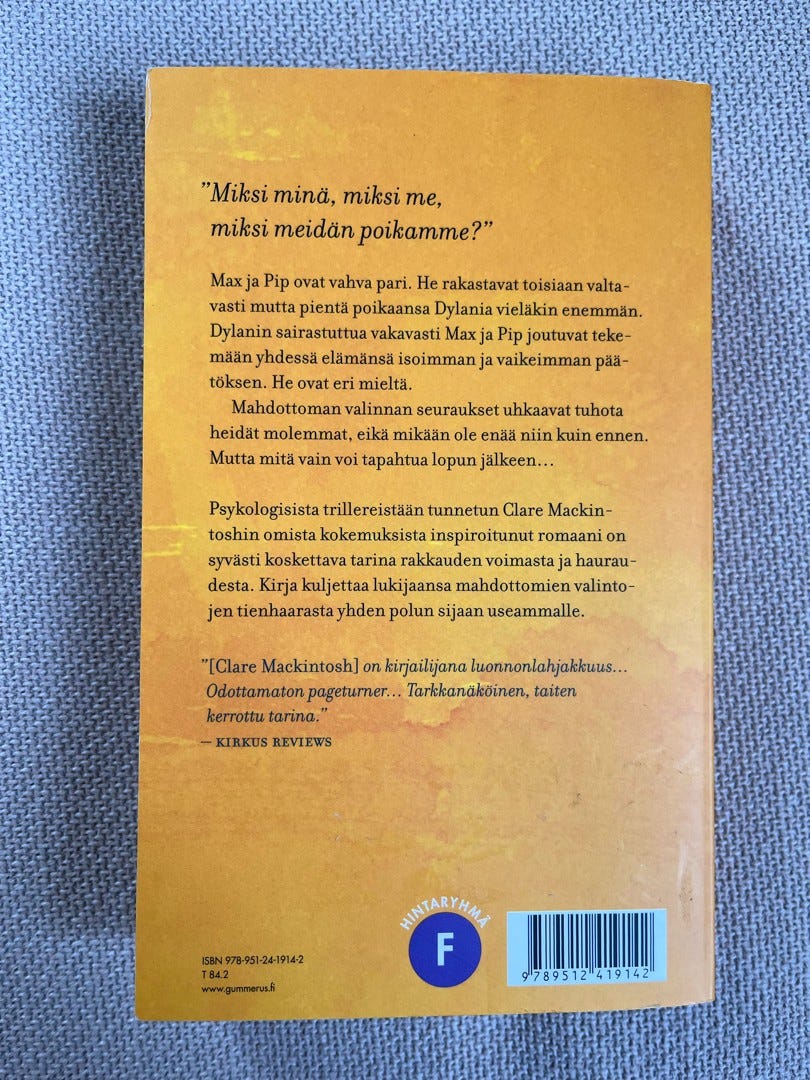 ”Miksi minä, miksi me,
miksi meidän poikamme?”
Max ja Pip ovat vahva pari. He rakastavat toisiaan valta-
vasti mutta pientä poikaansa Dylania vieläkin enemmän.
Dylanin sairastuttua vakavasti Max ja Pip joutuvat teke-
mään yhdessä elämänsä isoimman ja vaikeimman pää-
töksen. He ovat eri mieltä.
Mahdottoman valinnan seuraukset uhkaavat tuhota
heidät molemmat, eikä mikään ole enää niin kuin ennen.
Mutta mitä vain voi tapahtua lopun jälkeen...
Psykologisista trillereistään tunnetun Clare Mackin-
toshin omista kokemuksista inspiroitunut romaani on
syvästi koskettava tarina rakkauden voimasta ja haurau-
desta. Kirja kuljettaa lukijaansa mahdottomien valinto-
jen tienhaarasta yhden polun sijaan useammalle.
”[Clare Mackintosh] on kirjailijana luonnonlahjakkuus...
Odottamaton pageturner... Tarkkanäköinen, taiten
kerrottu tarina.”
– KIRKUS REVIEWS
HINTARYHMÄ
F
ISBN 978-951-24-1914-2
T 84.2
www.gummerus.fi
9 789512 419142